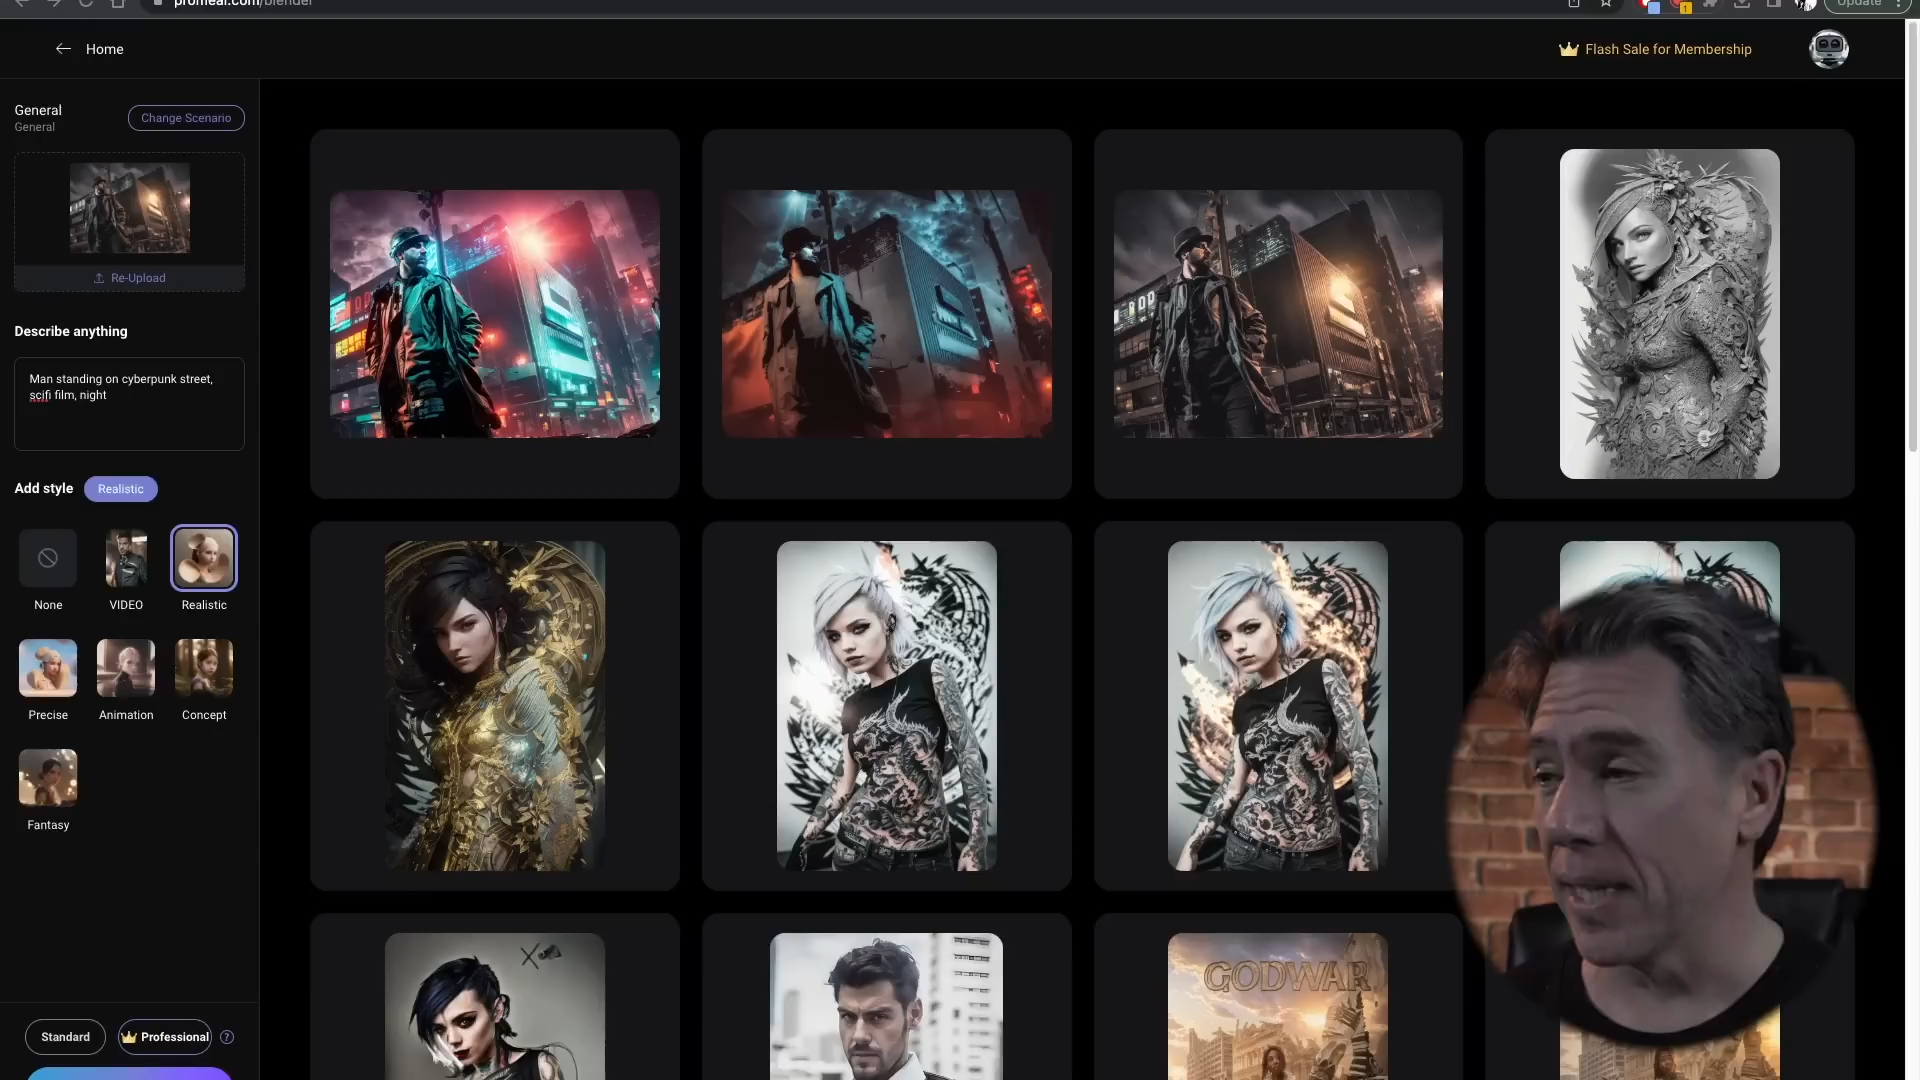 promeai.com/blender
Update
Home
Flash Sale for Membership
General
General
Change Scenario
Re-Upload
Describe anything
Man standing on cyberpunk street,
scifi film, night
Add style
Realistic
None
VIDEO
Realistic
Precise
Animation
Concept
Fantasy
GODWAR
Standard
Professional
?